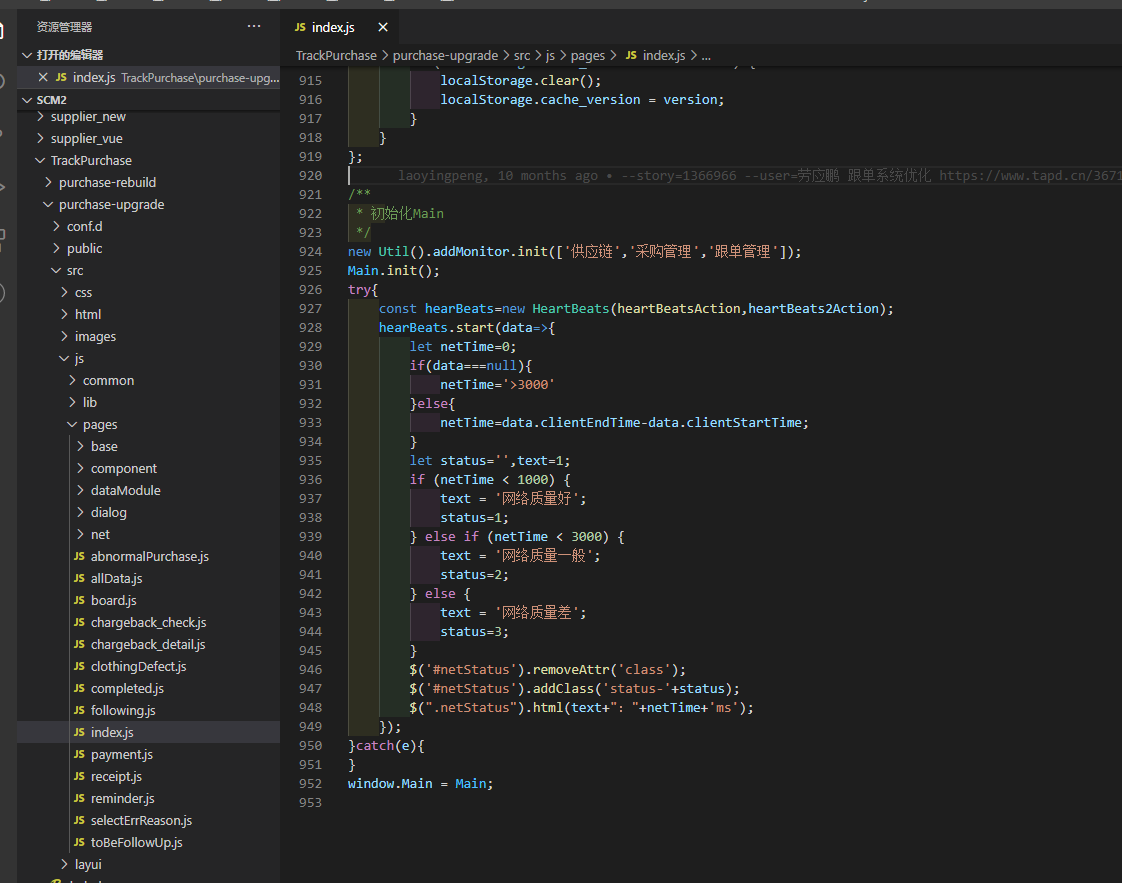 资源管理器
···
打开的编辑器
JS index.js TrackPurchase\purchase-upg...
SCM2
supplier_new
supplier_vue
TrackPurchase
purchase-rebuild
purchase-upgrade
conf.d
public
src
css
html
images
js
common
lib
pages
base
component
dataModule
dialog
net
JS abnormalPurchase.js
JS allData.js
JS board.js
JS chargeback_check.js
JS chargeback_detail.js
JS clothingDefect.js
JS completed.js
JS following.js
JS index.js
JS payment.js
JS receipt.js
JS reminder.js
JS selectErrReason.js
JS toBeFollowUp.js
layui
JS index.js
TrackPurchase > purchase-upgrade > src > js > pages > JS index.js > ...
915 localStorage.clear();
916 localStorage.cache_version = version;
917 }
918 }
919 };
920 laoyingpeng, 10 months ago • --story=1366966 --user=劳应鹏 跟单系统优化 https://www.tapd.cn/3671
921 /**
922 * 初始化Main
923 */
924 new Util().addMonitor.init(['供应链','采购管理','跟单管理']);
925 Main.init();
926 try{
927 const hearBeats=new HeartBeats(heartBeatsAction,heartBeats2Action);
928 hearBeats.start(data=>{
929 let netTime=0;
930 if(data===null){
931 netTime='>3000'
932 }else{
933 netTime=data.clientEndTime-data.clientStartTime;
934 }
935 let status='',text=1;
936 if (netTime < 1000) {
937 text = '网络质量好';
938 status=1;
939 } else if (netTime < 3000) {
940 text = '网络质量一般';
941 status=2;
942 } else {
943 text = '网络质量差';
944 status=3;
945 }
946 $('#netStatus').removeAttr('class');
947 $('#netStatus').addClass('status-'+status);
948 $(".netStatus").html(text+"："+netTime+'ms');
949 });
950 }catch(e){
951 }
952 window.Main = Main;
953